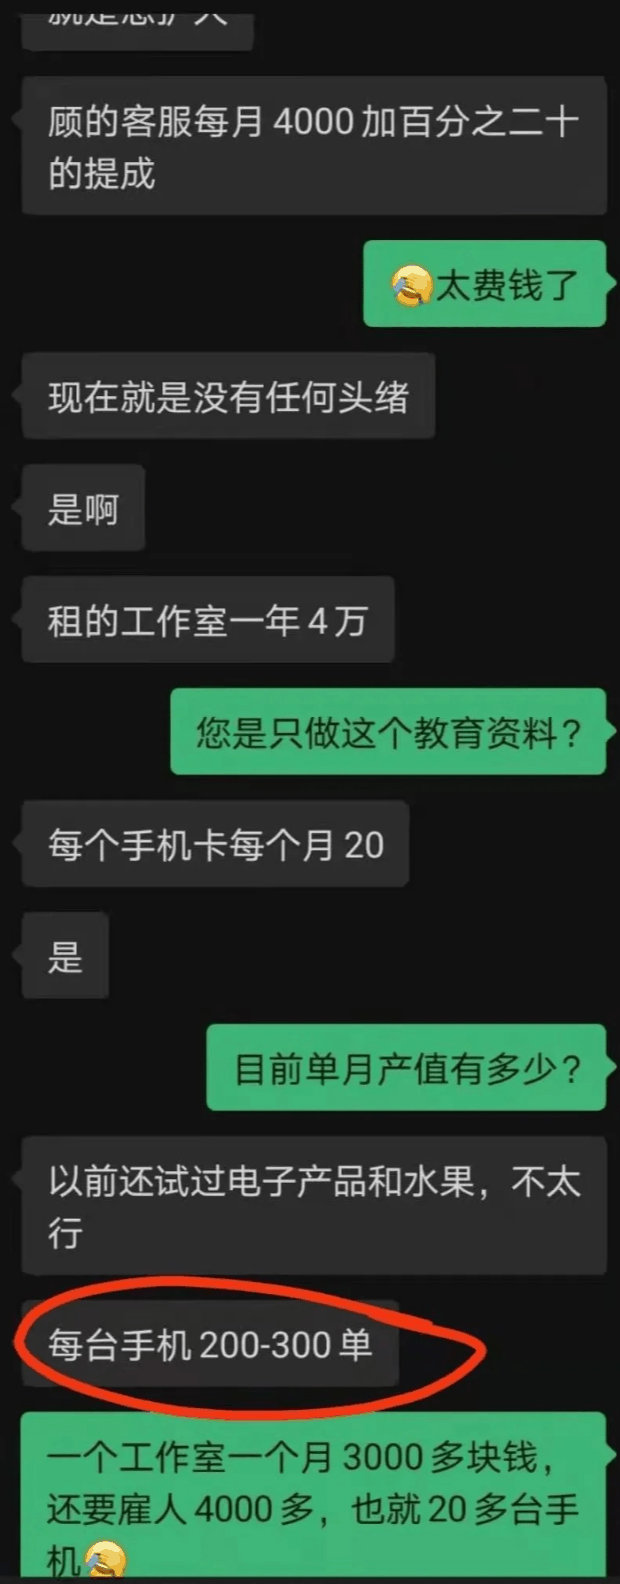 就是忽扩人
顾的客服每月 4000 加百分之二十
的提成
太费钱了
现在就是没有任何头绪
是啊
租的工作室一年 4 万
您是只做这个教育资料？
每个手机卡每个月 20
是
目前单月产值有多少？
以前还试过电子产品和水果，不太
行
每台手机 200-300 单
一个工作室一个月 3000 多块钱，
还要雇人 4000 多，也就 20 多台手
机